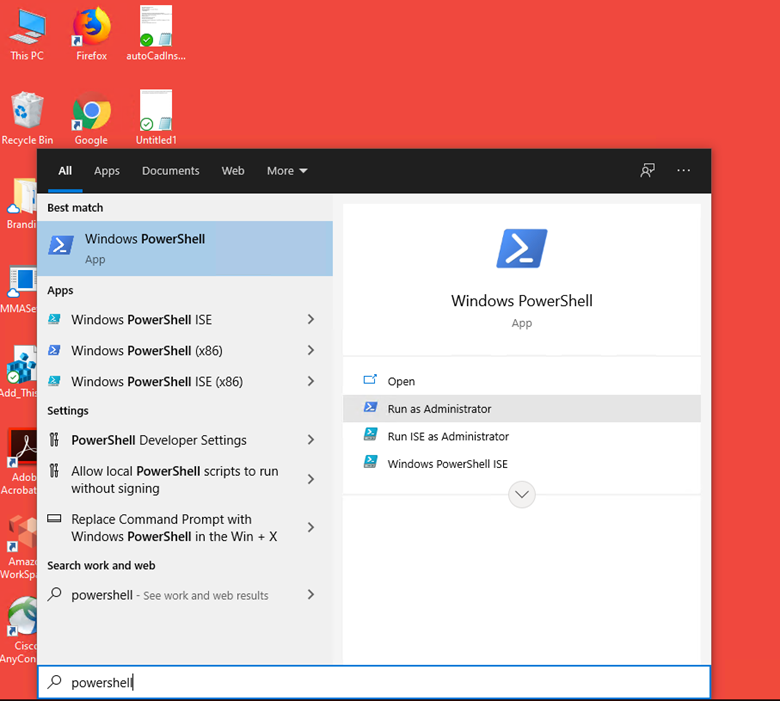 This PC
Firefox
autoCadIns...
Recycle Bin
Google
Untitled1
All Apps Documents Web More
Best match
Windows PowerShell
App
Apps
Windows PowerShell ISE
Windows PowerShell (x86)
Windows PowerShell ISE (x86)
Settings
PowerShell Developer Settings
Allow local PowerShell scripts to run
without signing
Replace Command Prompt with
Windows PowerShell in the Win + X
Search work and web
powershell - See work and web results
powershell
Windows PowerShell
App
Open
Run as Administrator
Run ISE as Administrator
Windows PowerShell ISE
Brandi
MMASe
Add_This
Adob
Acrobat
Amazo
WorkSpa
Cisco
AnyCon